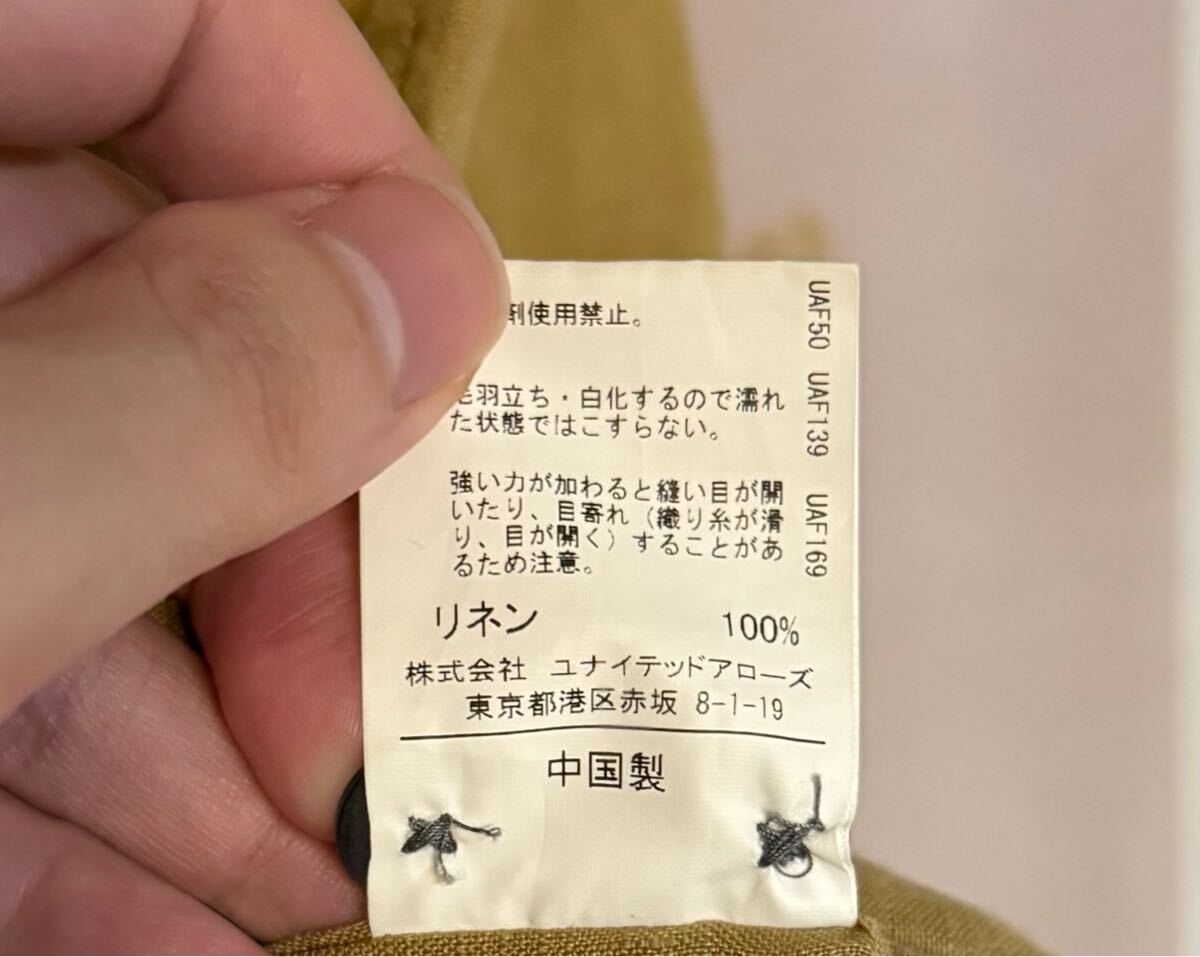 剤使用禁止。
毛羽立ち・白化するので濡れ
た状態ではこすらない。
強い力が加わると縫い目が開
いたり、目寄れ（織り糸が滑
り、目が開く）することがあ
るため注意。
リネン 100%
株式会社 ユナイテッドアローズ
東京都港区赤坂 8-1-19
中国製
UAF50 UAF139 UAF169